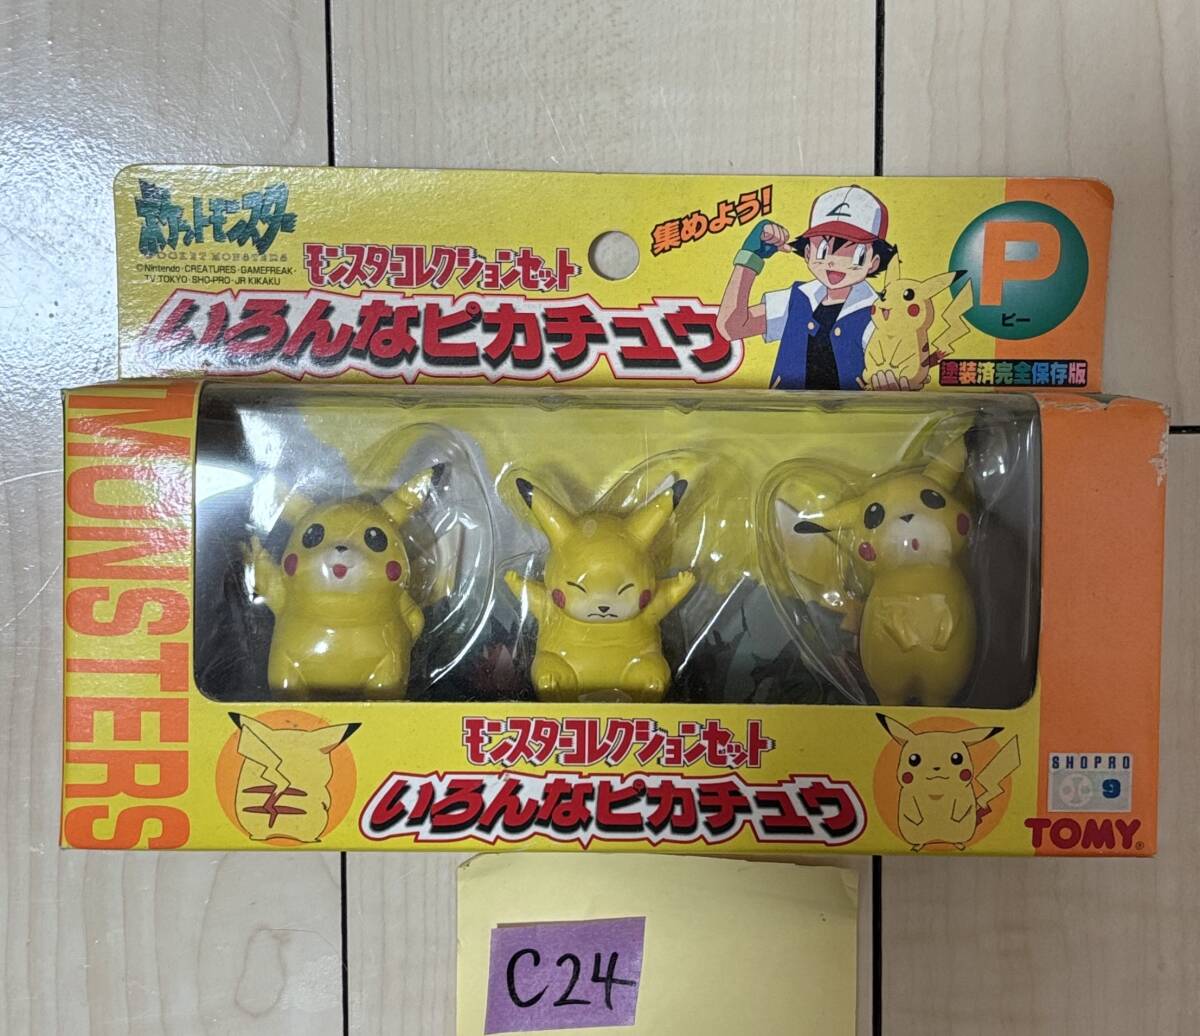 ポケットモンスター
POCKET MONSTERS
©Nintendo・CREATURES・GAMEFREAK・
TV TOKYO・SHO-PRO・JR KIKAKU
モンスターコレクションセット
いろんなピカチュウ
集めよう!
P
ピー
塗装済完全保存版
MONSTERS
モンスターコレクションセット
いろんなピカチュウ
SHOPRO
9
TOMY®
C24